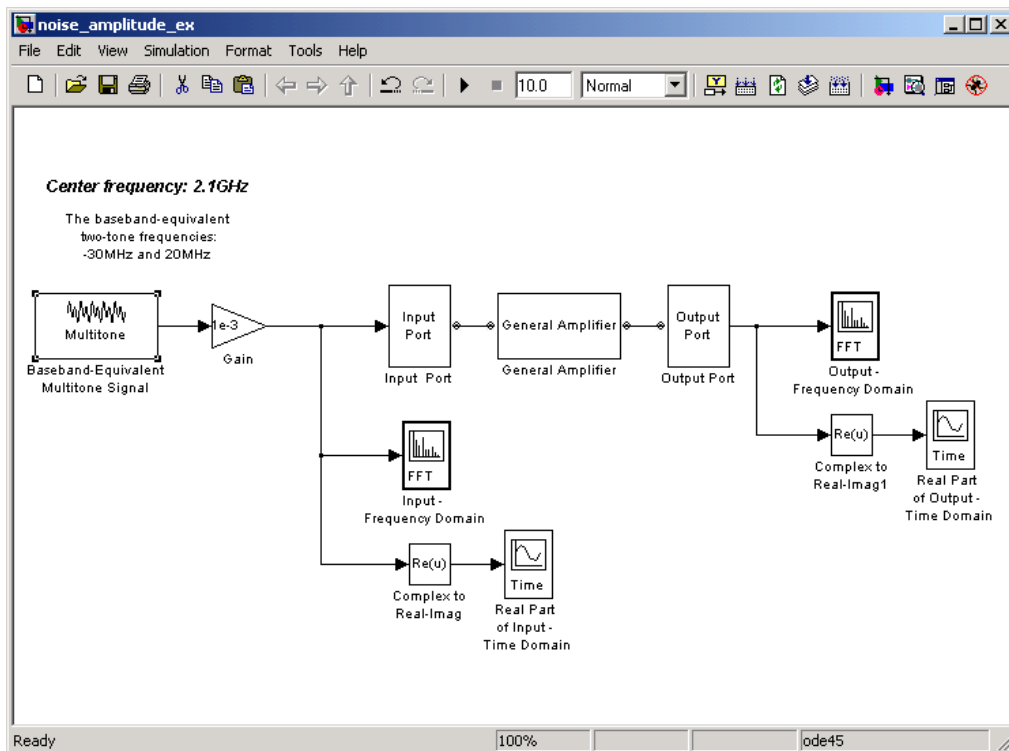 noise_amplitude_ex
File Edit View Simulation Format Tools Help
10.0 Normal
Center frequency: 2.1GHz
The baseband-equivalent
two-tone frequencies:
-30MHz and 20MHz
Multitone
Baseband-Equivalent
Multitone Signal
1e-3
Gain
Input
Port
Input Port
General Amplifier
General Amplifier
Output
Port
Output Port
FFT
Output -
Frequency Domain
Re(u)
Complex to
Real-Imag1
Time
Real Part
of Output -
Time Domain
FFT
Input -
Frequency Domain
Re(u)
Complex to
Real-Imag
Time
Real Part
of Input -
Time Domain
Ready 100% ode45